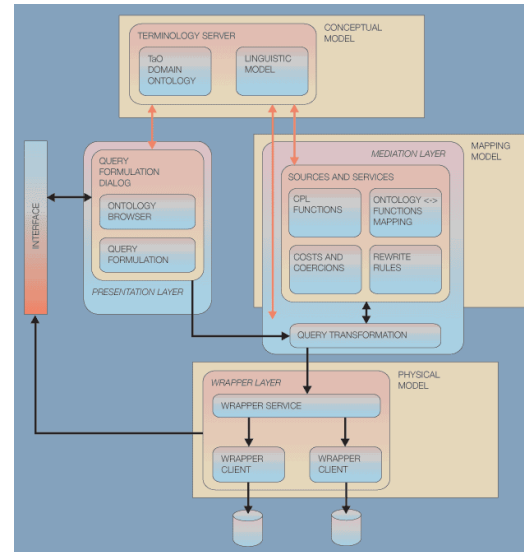 CONCEPTUAL
MODEL
TERMINOLOGY SERVER
TaO
DOMAIN
ONTOLOGY
LINGUISTIC
MODEL
MAPPING
MODEL
MEDIATION LAYER
INTERFACE
QUERY
FORMULATION
DIALOG
ONTOLOGY
BROWSER
QUERY
FORMULATION
PRESENTATION LAYER
SOURCES AND SERVICES
CPL
FUNCTIONS
ONTOLOGY <->
FUNCTIONS
MAPPING
COSTS AND
COERCIONS
REWRITE
RULES
QUERY TRANSFORMATION
PHYSICAL
MODEL
WRAPPER LAYER
WRAPPER SERVICE
WRAPPER
CLIENT
WRAPPER
CLIENT